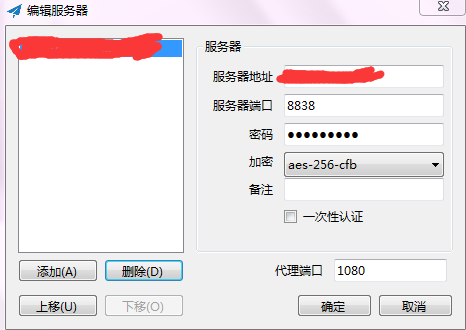 编辑服务器
服务器
服务器地址
服务器端口 8838
密码 ●●●●●●●●●
加密 aes-256-cfb
备注
一次性认证
添加(A) 删除(D) 代理端口 1080
上移(U) 下移(O) 确定 取消